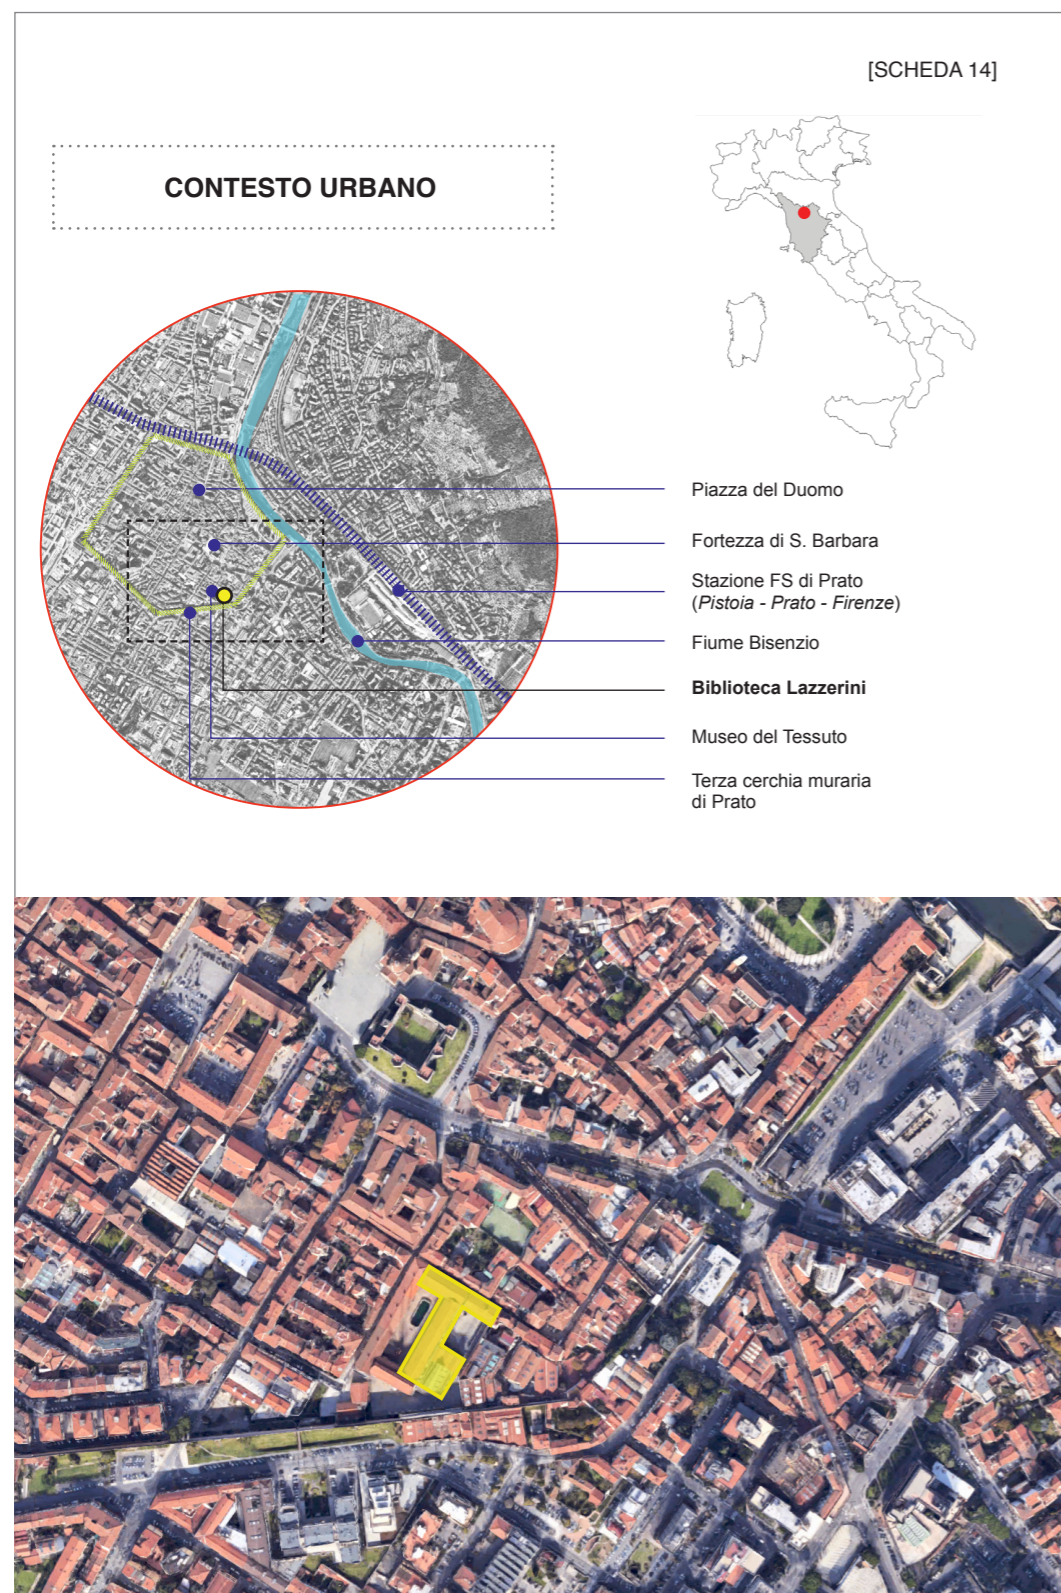 [SCHEDA 14]
CONTESTO URBANO
Piazza del Duomo
Fortezza di S. Barbara
Stazione FS di Prato
(Pistoia - Prato - Firenze)
Fiume Bisenzio
Biblioteca Lazzerini
Museo del Tessuto
Terza cerchia muraria
di Prato